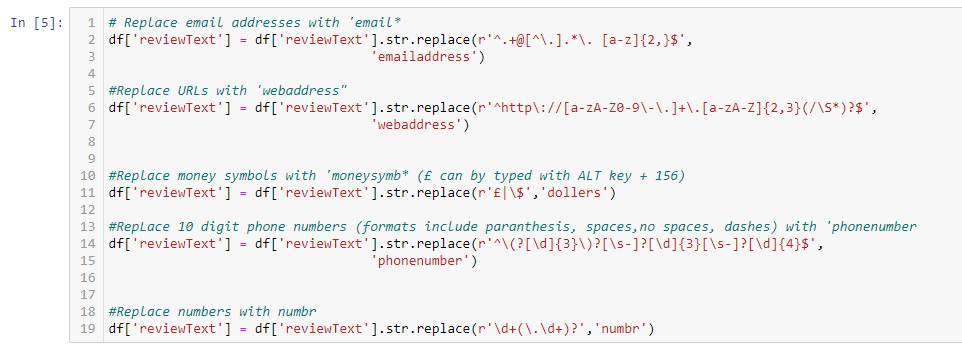 In [5]:
1 # Replace email addresses with 'email*
2 df['reviewText'] = df['reviewText'].str.replace(r'^.+@[^\.].*\. [a-z]{2,}$',
3 'emailaddress')
4
5 #Replace URLs with 'webaddress"
6 df['reviewText'] = df['reviewText'].str.replace(r'^http\://[a-zA-Z0-9\-\.]+\.[a-zA-Z]{2,3}(/\S*)?$',
7 'webaddress')
8
9
10 #Replace money symbols with 'moneysymb* (£ can by typed with ALT key + 156)
11 df['reviewText'] = df['reviewText'].str.replace(r'£|\$','dollers')
12
13 #Replace 10 digit phone numbers (formats include paranthesis, spaces,no spaces, dashes) with 'phonenumber
14 df['reviewText'] = df['reviewText'].str.replace(r'^\(?[\d]{3}\)?[\s-]?[\d]{3}[\s-]?[\d]{4}$',
15 'phonenumber')
16
17
18 #Replace numbers with numbr
19 df['reviewText'] = df['reviewText'].str.replace(r'\d+(\.\d+)?','numbr')